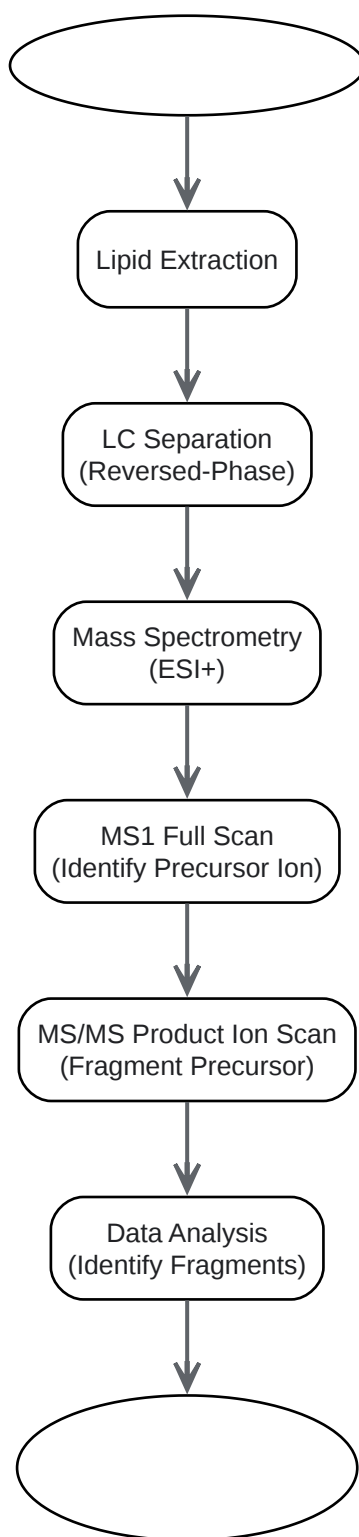 Lipid Extraction
LC Separation
(Reversed-Phase)
Mass Spectrometry
(ESI+)
MS1 Full Scan
(Identify Precursor Ion)
MS/MS Product Ion Scan
(Fragment Precursor)
Data Analysis
(Identify Fragments)